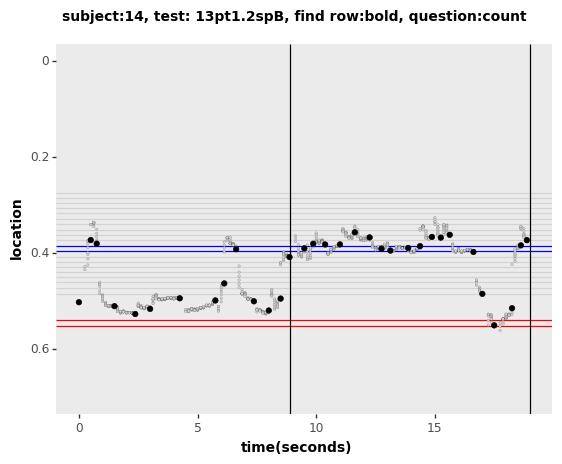 subject:14, test: 13pt1.2spB, find row:bold, question:count
0
0.2
0.4
0.6
location
0
5
10
15
time(seconds)